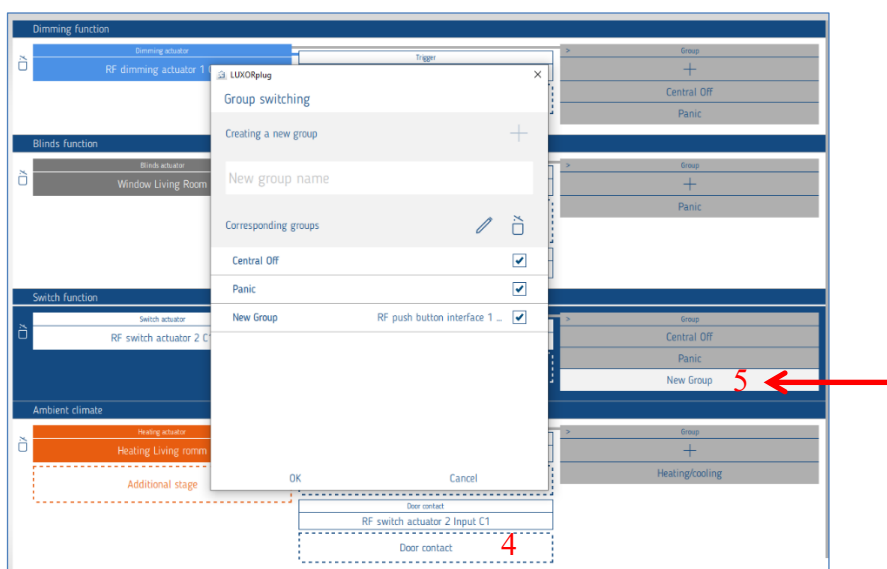 Dimming function
Dimming actuator
RF dimming actuator 1
Trigger
> Group
+
Central Off
Panic
LUXORplug
×
Group switching
Creating a new group
+
New group name
Corresponding groups
Central Off
Panic
New Group RF push button interface 1 ...
OK Cancel
Blinds function
Blinds actuator
Window Living Room
> Group
+
Panic
Switch function
Switch actuator
RF switch actuator 2 C
> Group
Central Off
Panic
New Group 5
Ambient climate
Heating actuator
Heating Living romm
Additional stage
> Group
+
Heating/cooling
Door contact
RF switch actuator 2 Input C1
Door contact 4